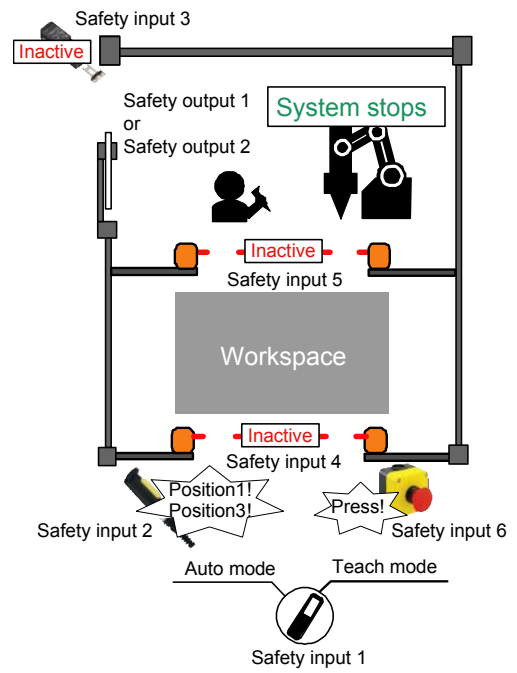 Safety input 3
Inactive
Safety output 1
or
Safety output 2
System stops
Inactive
Safety input 5
Workspace
Inactive
Safety input 4
Position1!
Position3!
Press!
Safety input 2
Safety input 6
Auto mode
Teach mode
Safety input 1